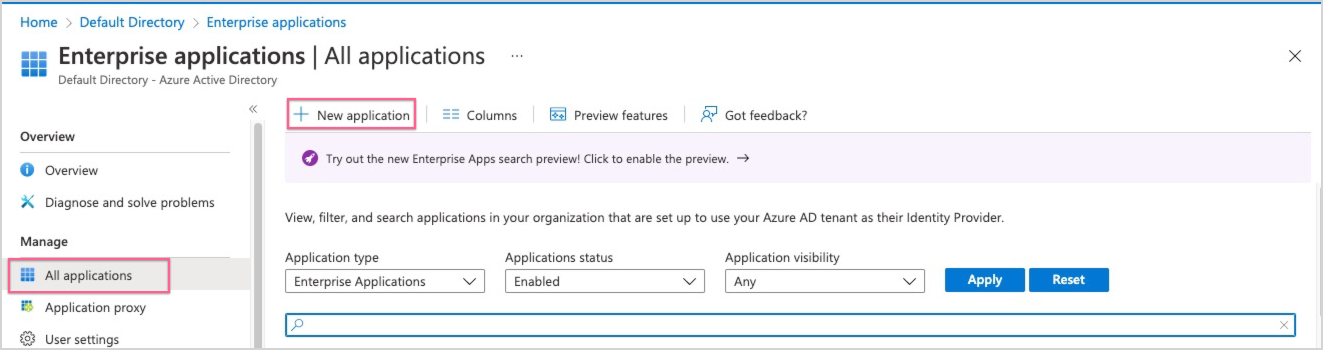 Home > Default Directory > Enterprise applications
Enterprise applications | All applications ...
Default Directory - Azure Active Directory
«
Overview
Overview
Diagnose and solve problems
Manage
All applications
Application proxy
User settings
+ New application
Columns
Preview features
Got feedback?
Try out the new Enterprise Apps search preview! Click to enable the preview. →
View, filter, and search applications in your organization that are set up to use your Azure AD tenant as their Identity Provider.
Application type
Enterprise Applications
Applications status
Enabled
Application visibility
Any
Apply
Reset